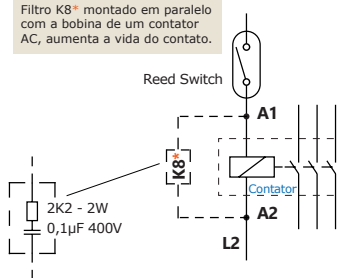 Filtro K8* montado em paralelo
com a bobina de um contator
AC, aumenta a vida do contato.
Reed Switch
A1
K8*
Contator
A2
L2
2K2 - 2W
0,1µF 400V